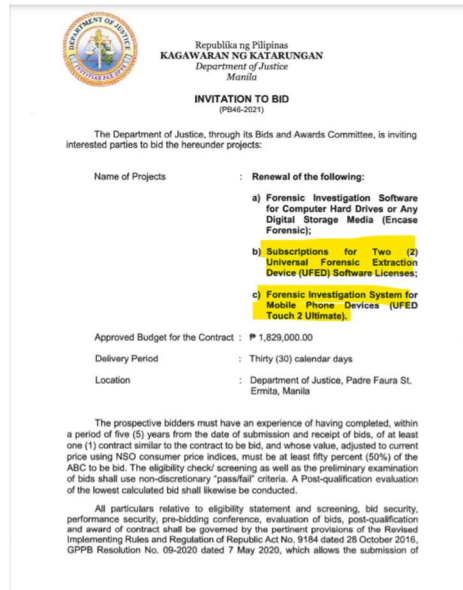 DEPARTMENT OF JUSTICE
Republika ng Pilipinas
KAGAWARAN NG KATARUNGAN
Department of Justice
Manila
INVITATION TO BID
(PB46-2021)
The Department of Justice, through its Bids and Awards Committee, is inviting
interested parties to bid the hereunder projects:
Name of Projects : Renewal of the following:
a) Forensic Investigation Software
for Computer Hard Drives or Any
Digital Storage Media (Encase
Forensic);
b) Subscriptions for Two (2)
Universal Forensic Extraction
Device (UFED) Software Licenses;
c) Forensic Investigation System for
Mobile Phone Devices (UFED
Touch 2 Ultimate).
Approved Budget for the Contract : ₱ 1,829,000.00
Delivery Period : Thirty (30) calendar days
Location : Department of Justice, Padre Faura St.
Ermita, Manila
The prospective bidders must have an experience of having completed, within
a period of five (5) years from the date of submission and receipt of bids, of at least
one (1) contract similar to the contract to be bid, and whose value, adjusted to current
price using NSO consumer price indices, must be at least fifty percent (50%) of the
ABC to be bid. The eligibility check/ screening as well as the preliminary examination
of bids shall use non-discretionary "pass/fail" criteria. A Post-qualification evaluation
of the lowest calculated bid shall likewise be conducted.
All particulars relative to eligibility statement and screening, bid security,
performance security, pre-bidding conference, evaluation of bids, post-qualification
and award of contract shall be governed by the pertinent provisions of the Revised
Implementing Rules and Regulation of Republic Act No. 9184 dated 28 October 2016,
GPPB Resolution No. 09-2020 dated 7 May 2020, which allows the submission of